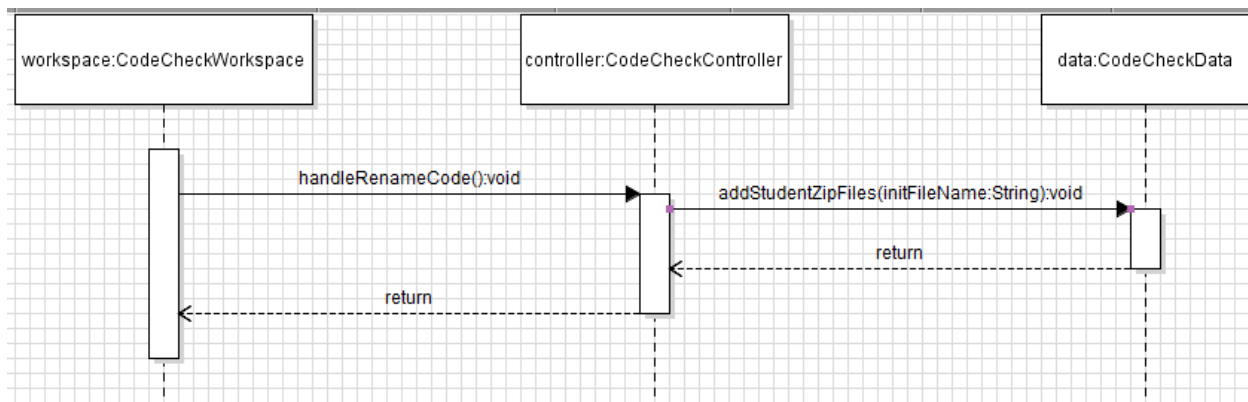 workspace:CodeCheckWorkspace
controller:CodeCheckController
data:CodeCheckData
handleRenameCode():void
addStudentZipFiles(initFileName:String):void
return
return